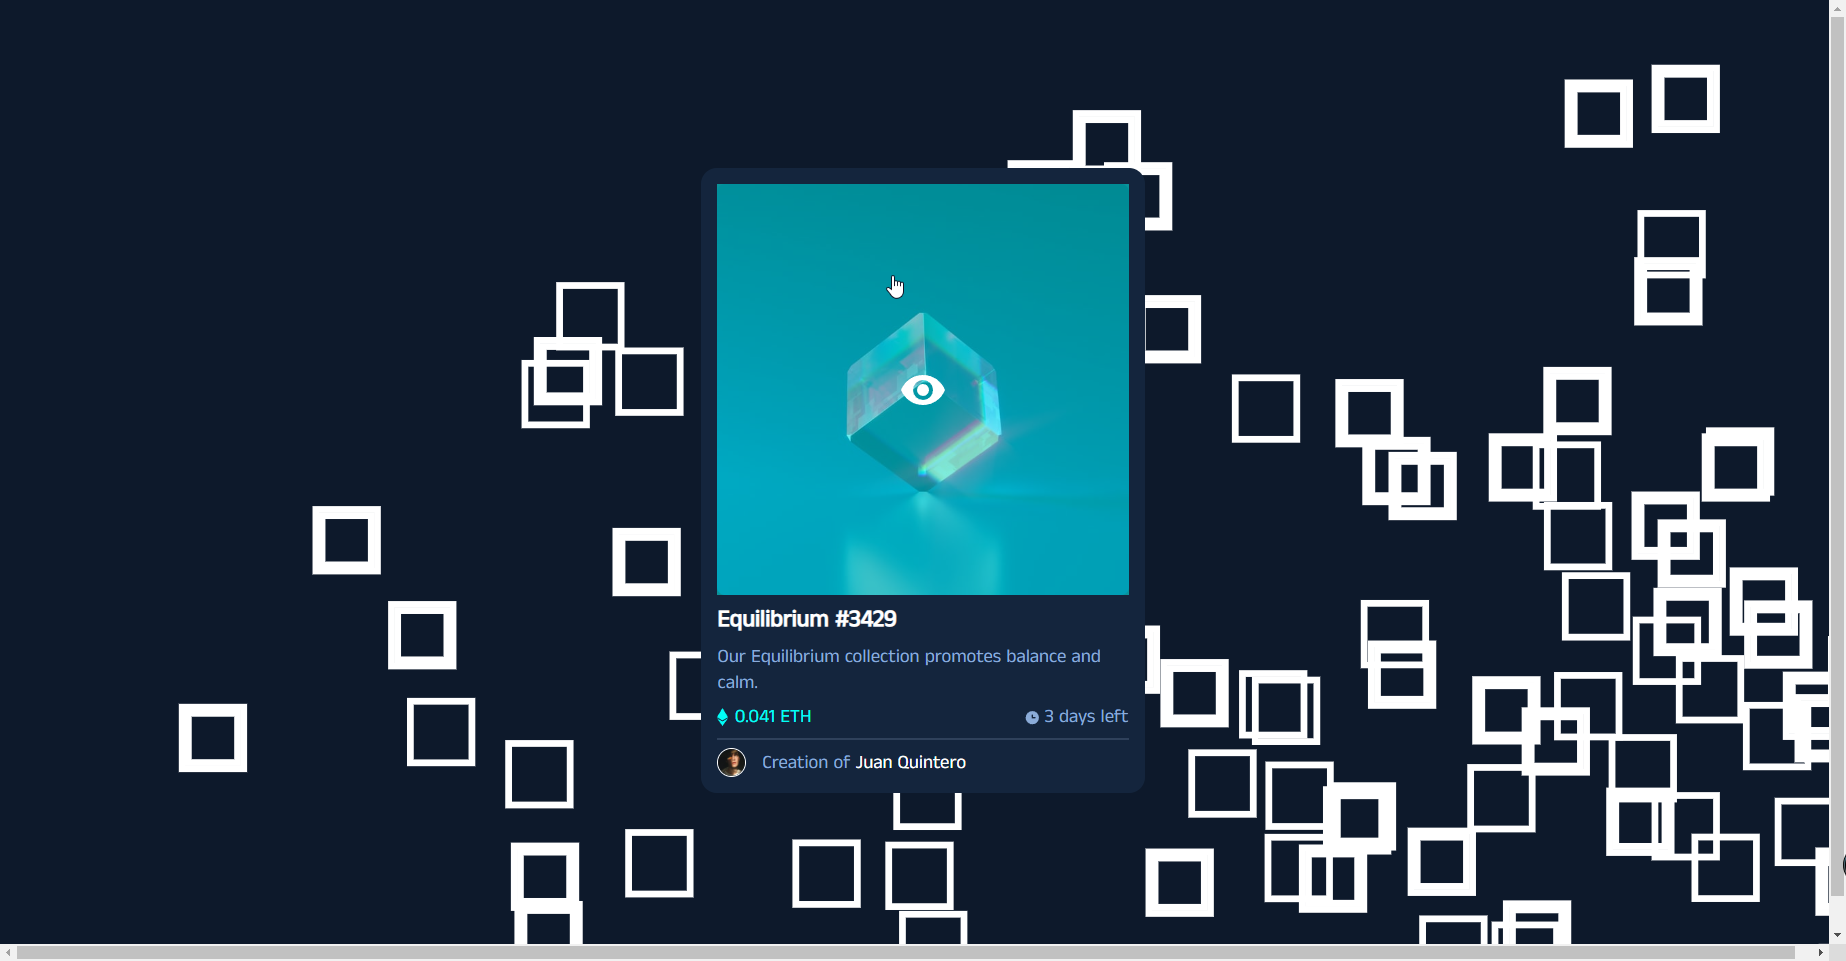 Equilibrium #3429
Our Equilibrium collection promotes balance and
calm.
0.041 ETH
3 days left
Creation of Juan Quintero